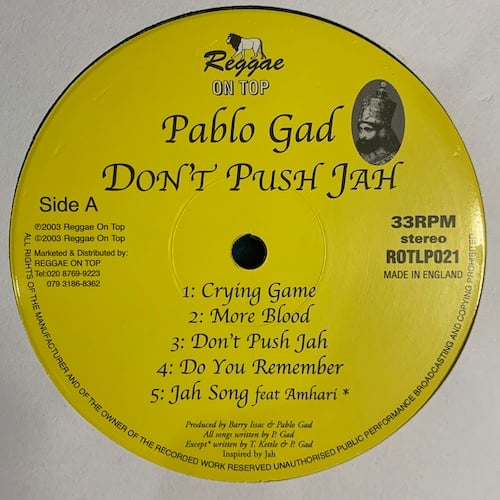 Reggae
ON TOP
Pablo Gad
DON'T PUSH JAH
Side A
℗2003 Reggae On Top
©2003 Reggae On Top
Marketed & Distributed by:
REGGAE ON TOP
Tel:020 8769-9223
079 3186-8362
33RPM
stereo
ROTLP021
MADE IN ENGLAND
1: Crying Game
2: More Blood
3: Don't Push Jah
4: Do You Remember
5: Jah Song feat Amhari *
Produced by Barry Issac & Pablo Gad
All songs written by P. Gad
Except* written by T. Kettle & P. Gad
Inspired by Jah
ALL RIGHTS OF THE MANUFACTURER AND OF THE OWNER OF THE RECORDED WORK RESERVED UNAUTHORISED PUBLIC PERFORMANCE BROADCASTING AND COPYING PROHIBITED